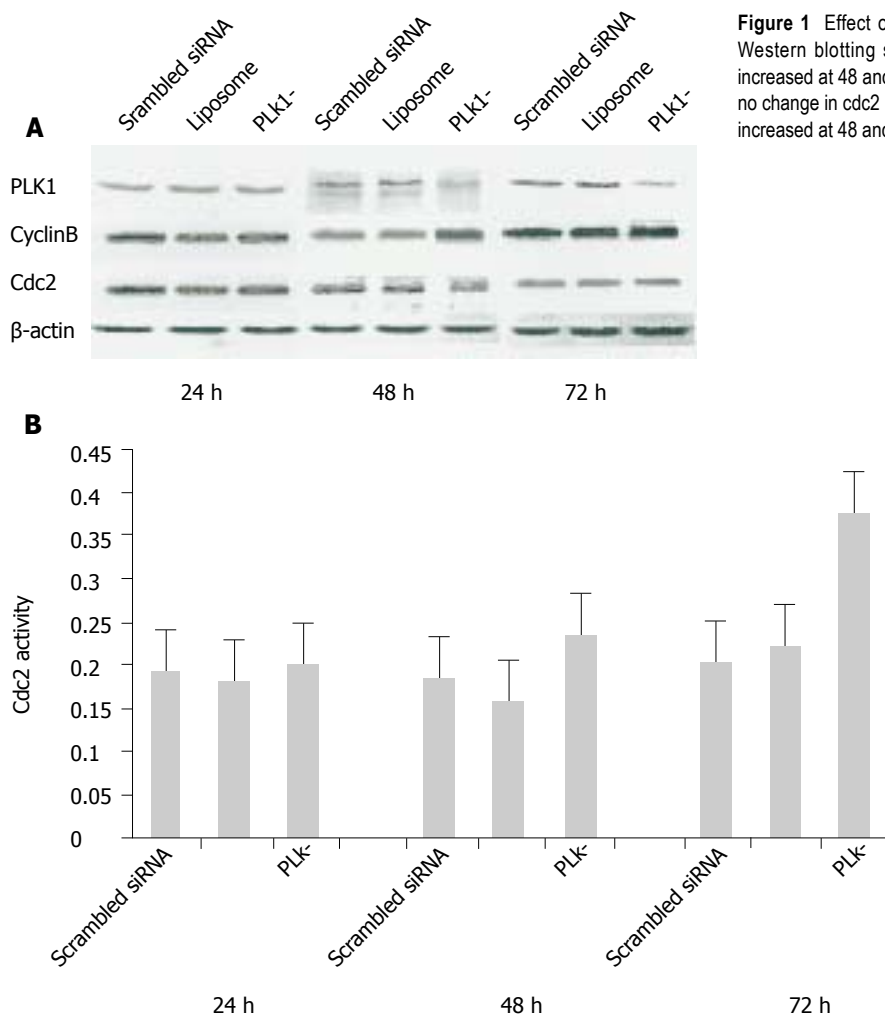 Figure 1 Effect o
Western blotting s
increased at 48 and
no change in cdc2
increased at 48 and
A
Srambled siRNA
Liposome
PLk1-
Scambled siRNA
Liposome
PLk1-
Scrambled siRNA
Liposome
PLk1-
PLK1
CyclinB
Cdc2
β-actin
24 h
48 h
72 h
B
Cdc2 activity
0.45
0.4
0.35
0.3
0.25
0.2
0.15
0.1
0.05
0
Scrambled siRNA
PLk-
Scrambled siRNA
PLk-
Scrambled siRNA
PLk-
24 h
48 h
72 h